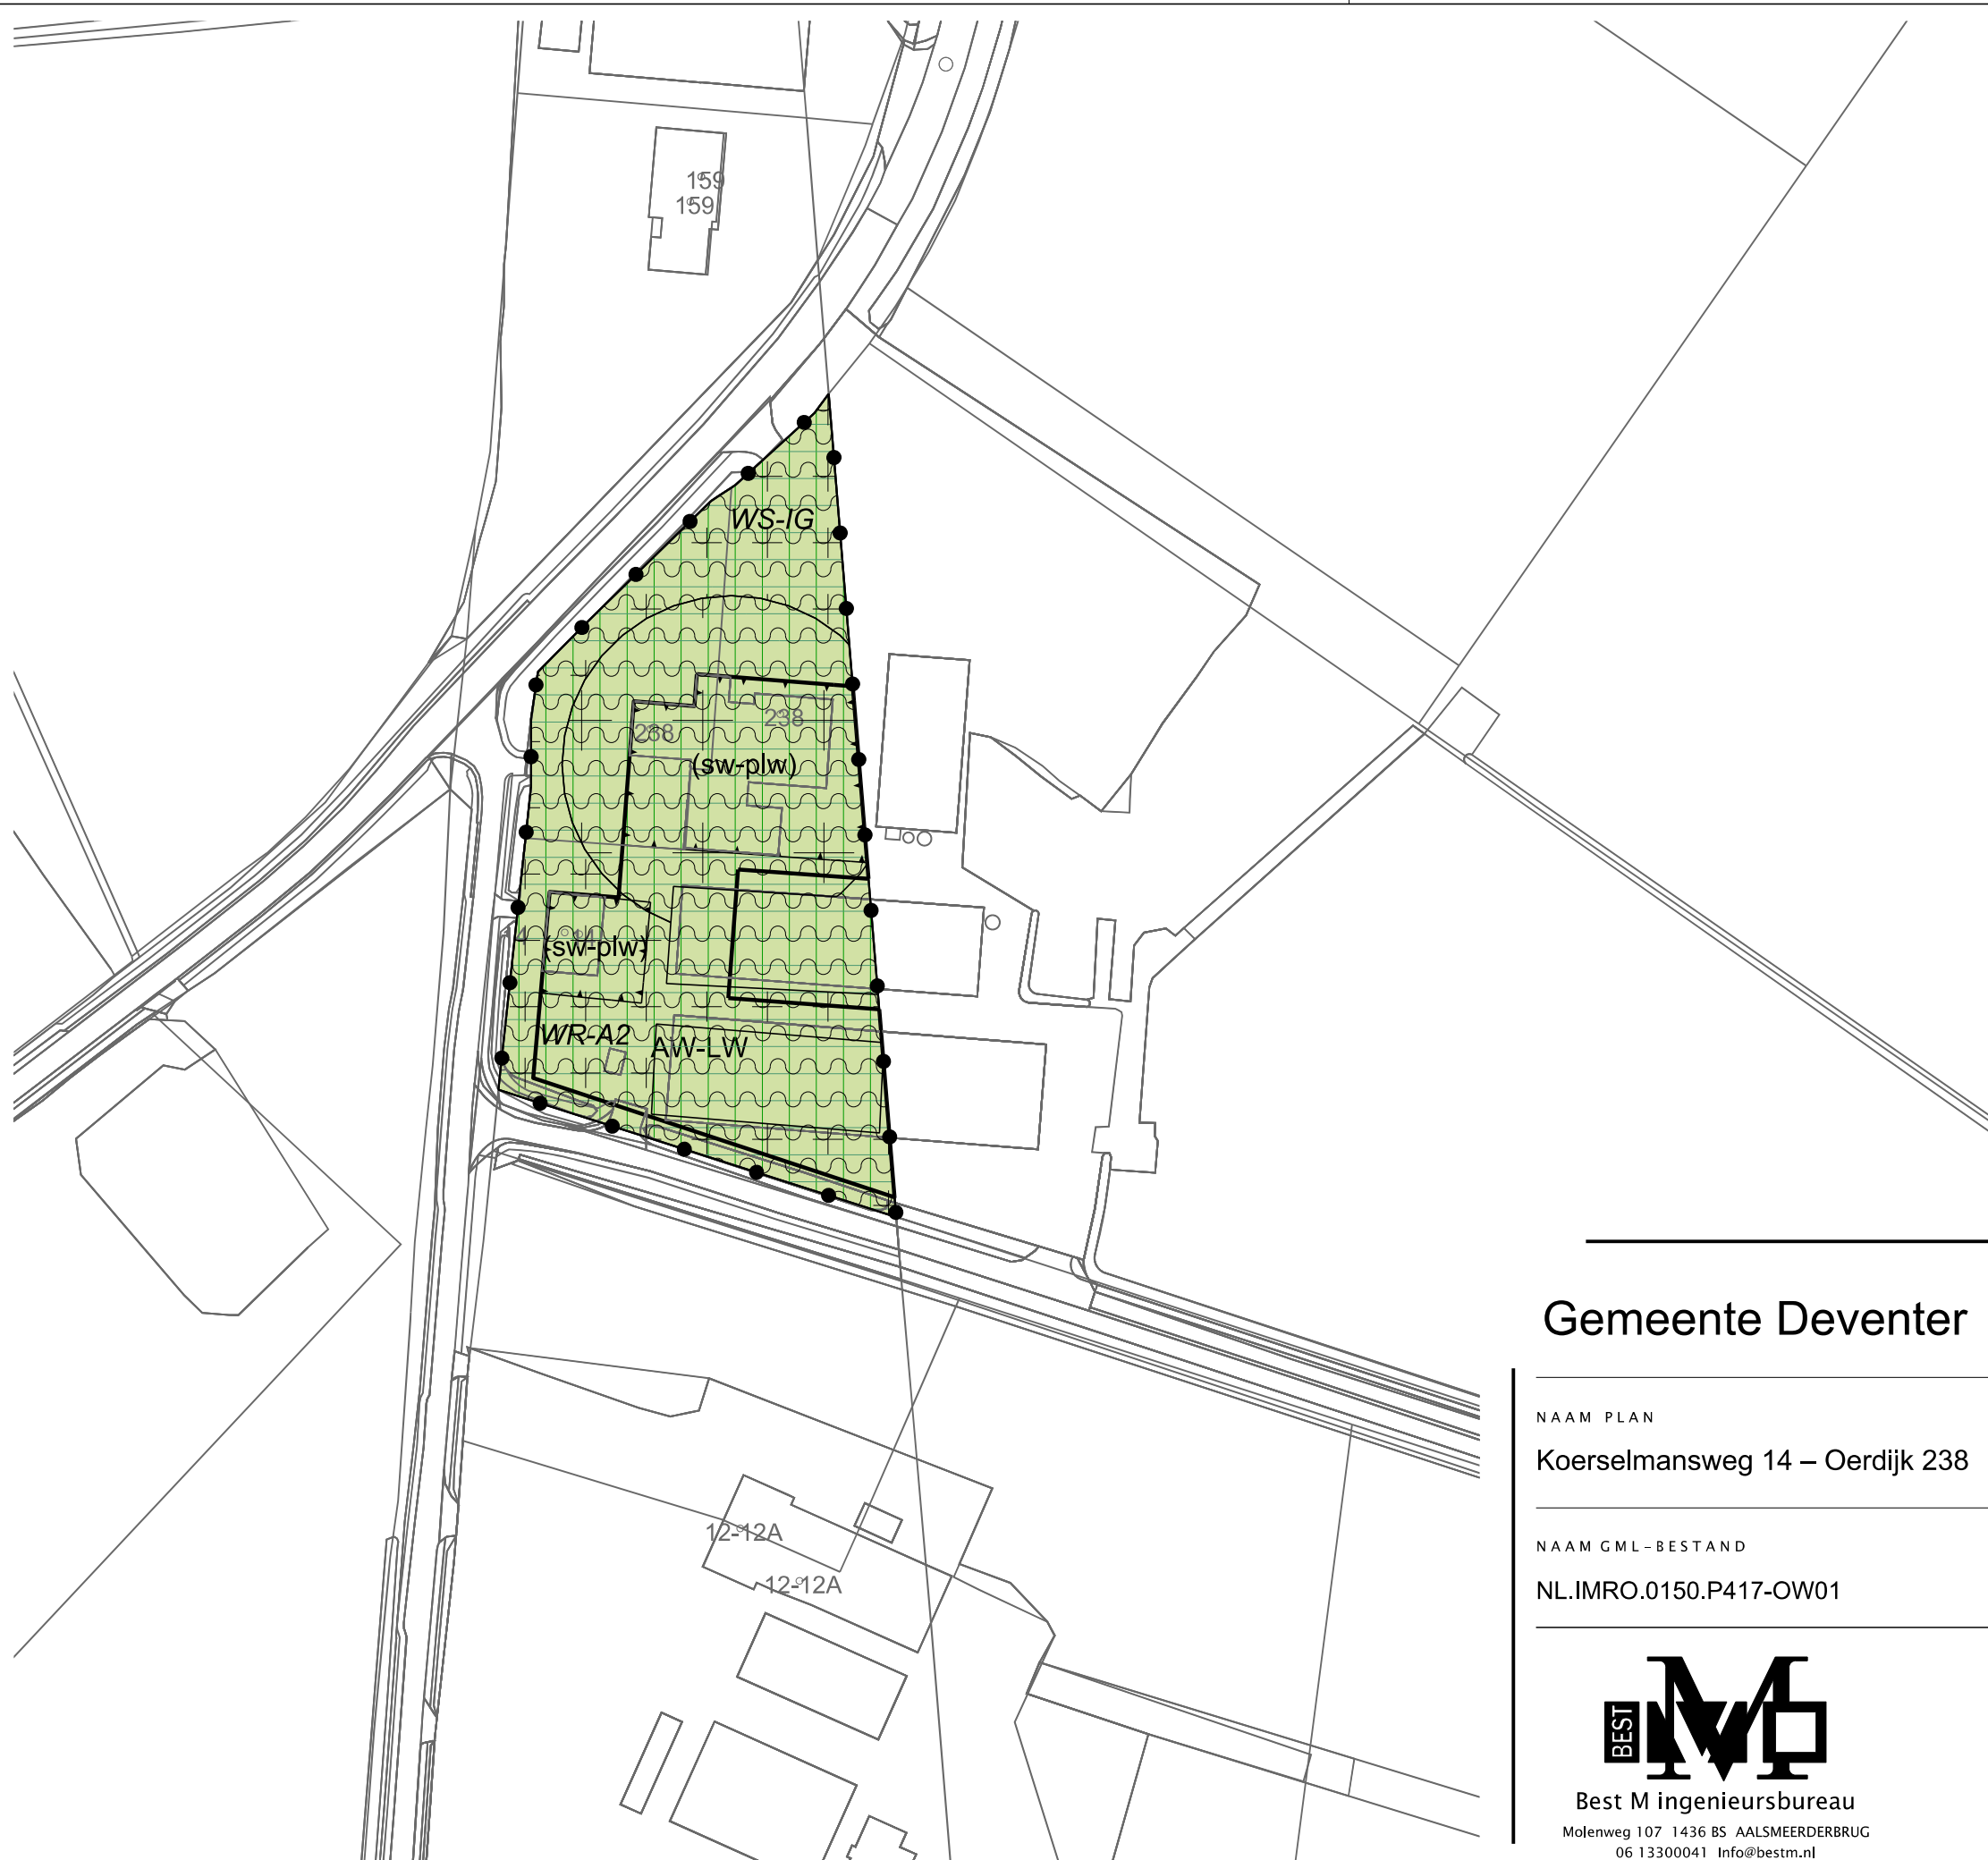 159
159
WS-IG
238
238
(sw-plw)
(sw-plw)
WR-A2
AW-LW
12-12A
12-12A
Gemeente Deventer
NAAM PLAN
Koerselmansweg 14 – Oerdijk 238
NAAM GML-BESTAND
NL.IMRO.0150.P417-OW01
BEST
M
Best M ingenieursbureau
Molenweg 107 1436 BS AALSMEERDERBRUG
06 13300041 Info@bestm.nl